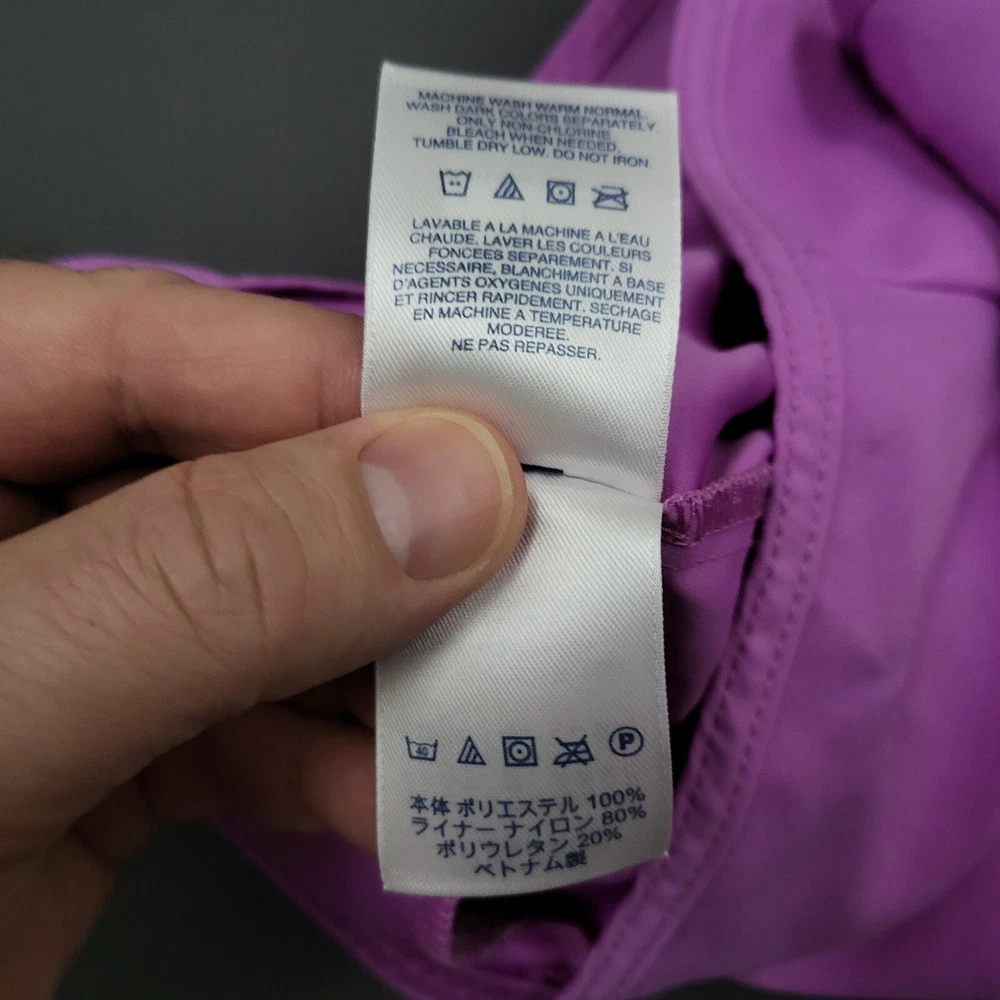 MACHINE WASH WARM NORMAL.
WASH DARK COLORS SEPARATELY.
ONLY NON-CHLORINE
BLEACH WHEN NEEDED.
TUMBLE DRY LOW. DO NOT IRON.
LAVABLE A LA MACHINE A L'EAU
CHAUDE. LAVER LES COULEURS
FONCEES SEPAREMENT. SI
NECESSAIRE, BLANCHIMENT A BASE
D'AGENTS OXYGENES UNIQUEMENT
ET RINCER RAPIDEMENT. SECHAGE
EN MACHINE A TEMPERATURE
MODEREE.
NE PAS REPASSER.
40 P
本体 ポリエステル 100%
ライナー ナイロン 80%
ポリウレタン 20%
ベトナム製